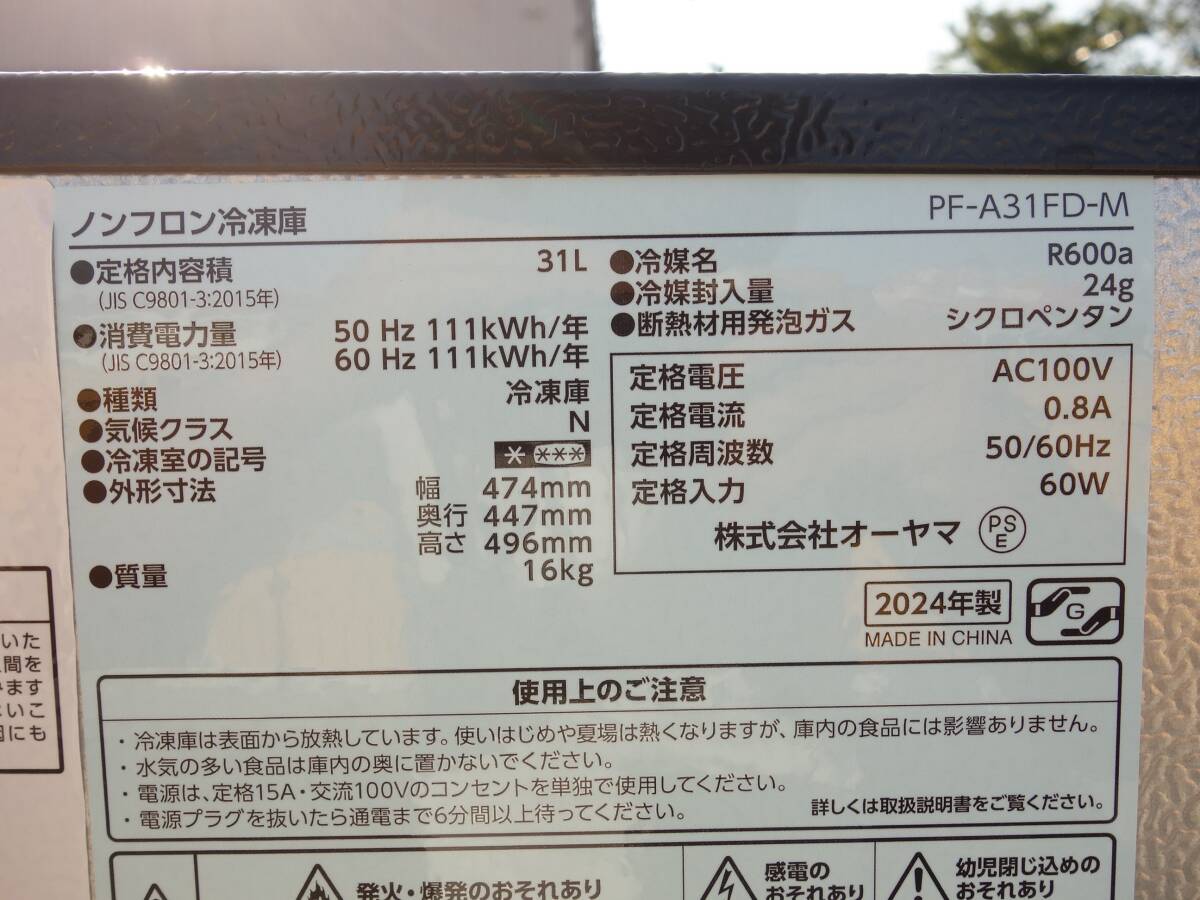 ノンフロン冷凍庫
PF-A31FD-M
●定格内容積 31L
(JIS C9801-3:2015年)
●消費電力量 50 Hz 111kWh/年
(JIS C9801-3:2015年) 60 Hz 111kWh/年
●種類 冷凍庫
●気候クラス N
●冷凍室の記号
●外形寸法 幅 474mm
奥行 447mm
高さ 496mm
●質量 16kg
●冷媒名 R600a
●冷媒封入量 24g
●断熱材用発泡ガス シクロペンタン
定格電圧 AC100V
定格電流 0.8A
定格周波数 50/60Hz
定格入力 60W
株式会社オーヤマ PSE
2024年製
MADE IN CHINA
G
使用上のご注意
・冷凍庫は表面から放熱しています。使いはじめや夏場は熱くなりますが、庫内の食品には影響ありません。
・水気の多い食品は庫内の奥に置かないでください。
・電源は、定格15A・交流100Vのコンセントを単独で使用してください。
・電源プラグを抜いたら通電まで6分間以上待ってください。
詳しくは取扱説明書をご覧ください。
発火・爆発のおそれあり
感電の
おそれあり
幼児閉じ込めの
おそれあり
いた
間を
ます
いこ
にも